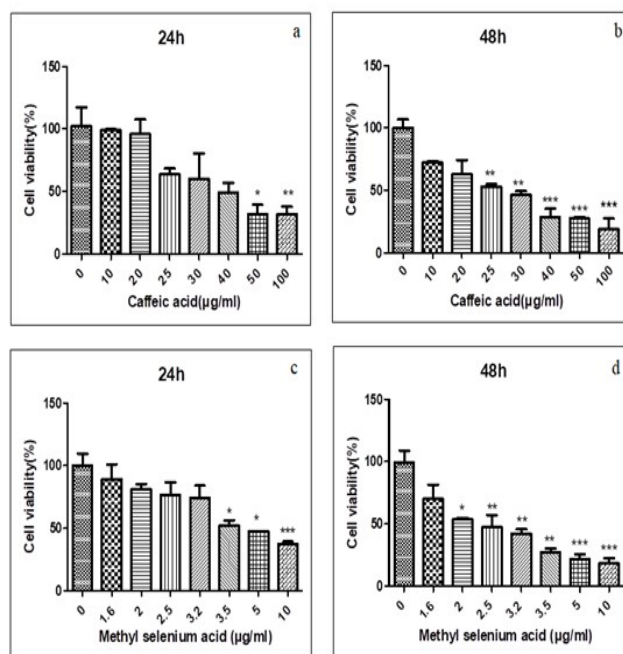 24h
a
Cell viability(%)
150
100
50
0
* **
0 10 20 25 30 40 50 100
Caffeic acid(µg/ml)
48h
b
Cell viability(%)
150
100
50
0
** ** *** *** ***
0 10 20 25 30 40 50 100
Caffeic acid(µg/ml)
24h
c
Cell viability(%)
150
100
50
0
* * ***
0 1.6 2 2.5 3.2 3.5 5 10
Methyl selenium acid (µg/ml)
48h
d
Cell viability(%)
150
100
50
0
* ** ** ** *** ***
0 1.6 2 2.5 3.2 3.5 5 10
Methyl selenium acid (µg/ml)